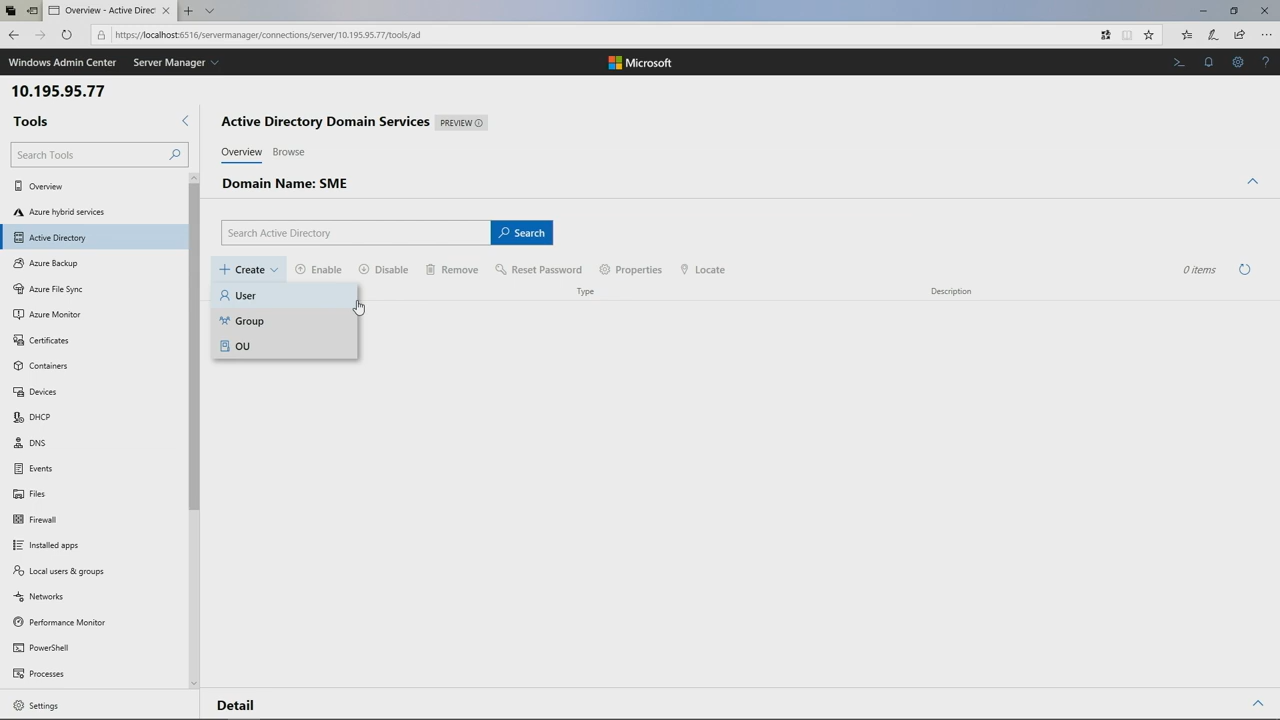 Overview - Active Direc
https://localhost:6516/servermanager/connections/server/10.195.95.77/tools/ad
Windows Admin Center Server Manager Microsoft
10.195.95.77
Tools
Search Tools
Overview
Azure hybrid services
Active Directory
Azure Backup
Azure File Sync
Azure Monitor
Certificates
Containers
Devices
DHCP
DNS
Events
Files
Firewall
Installed apps
Local users & groups
Networks
Performance Monitor
PowerShell
Processes
Settings
Active Directory Domain Services PREVIEW
Overview Browse
Domain Name: SME
Search Active Directory Search
Create Enable Disable Remove Reset Password Properties Locate 0 items
Type Description
User
Group
OU
Detail